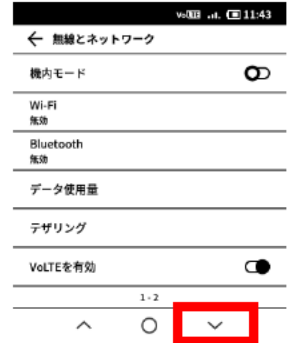 VoLTE 11:43
無線とネットワーク
機内モード
Wi-Fi
無効
Bluetooth
無効
データ使用量
テザリング
VoLTEを有効
1 - 2